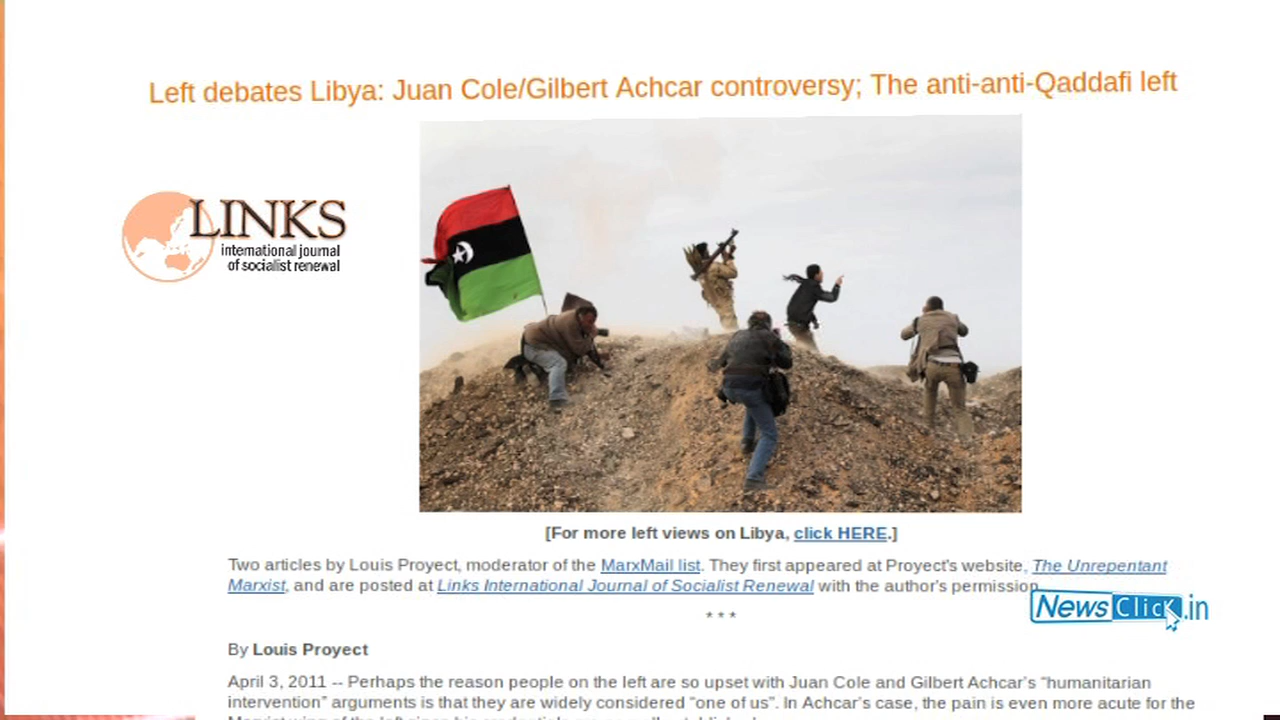 Left debates Libya: Juan Cole/Gilbert Achcar controversy; The anti-anti-Qaddafi left
LINKS
international journal
of socialist renewal
[For more left views on Libya, click HERE.]
Two articles by Louis Proyect, moderator of the MarxMail list. They first appeared at Proyect's website, The Unrepentant
Marxist, and are posted at Links International Journal of Socialist Renewal with the author's permission
* * *
NewsClick.in
By Louis Proyect
April 3, 2011 -- Perhaps the reason people on the left are so upset with Juan Cole and Gilbert Achcar's “humanitarian
intervention” arguments is that they are widely considered “one of us”. In Achcar's case, the pain is even more acute for the